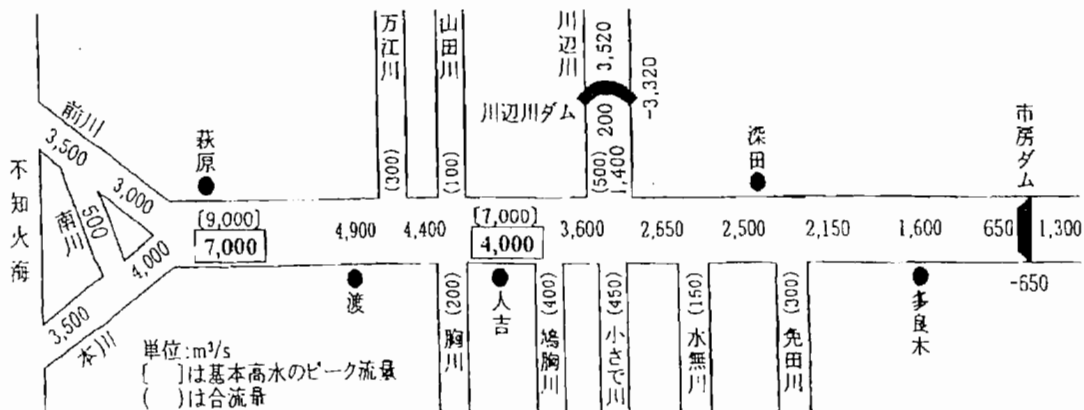 万江川
(300)
山田川
(100)
川辺川
3,520
-3,320
川辺川ダム
200
(500)
1,400
深田
市房ダム
前川
3,500
萩原
3,000
不知火海
南川
500
4,000
3,500
本川
[9,000]
7,000
4,900
4,400
[7,000]
4,000
3,600
2,650
2,500
2,150
1,600
650
1,300
-650
渡
(200)
胸川
人吉
(400)
鳩胸川
(450)
小さで川
(150)
水無川
(300)
免田川
多良木
単位:m³/s
[ ]は基本高水のピーク流量
( )は合流量